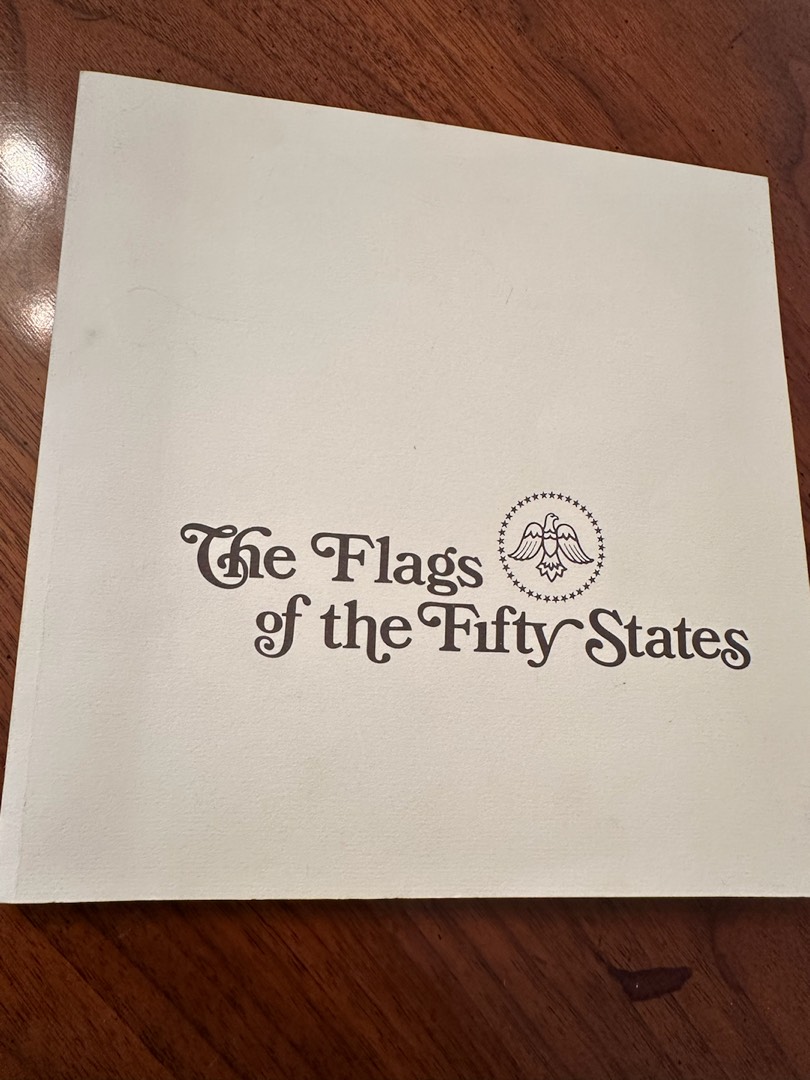 The Flags
of the Fifty States